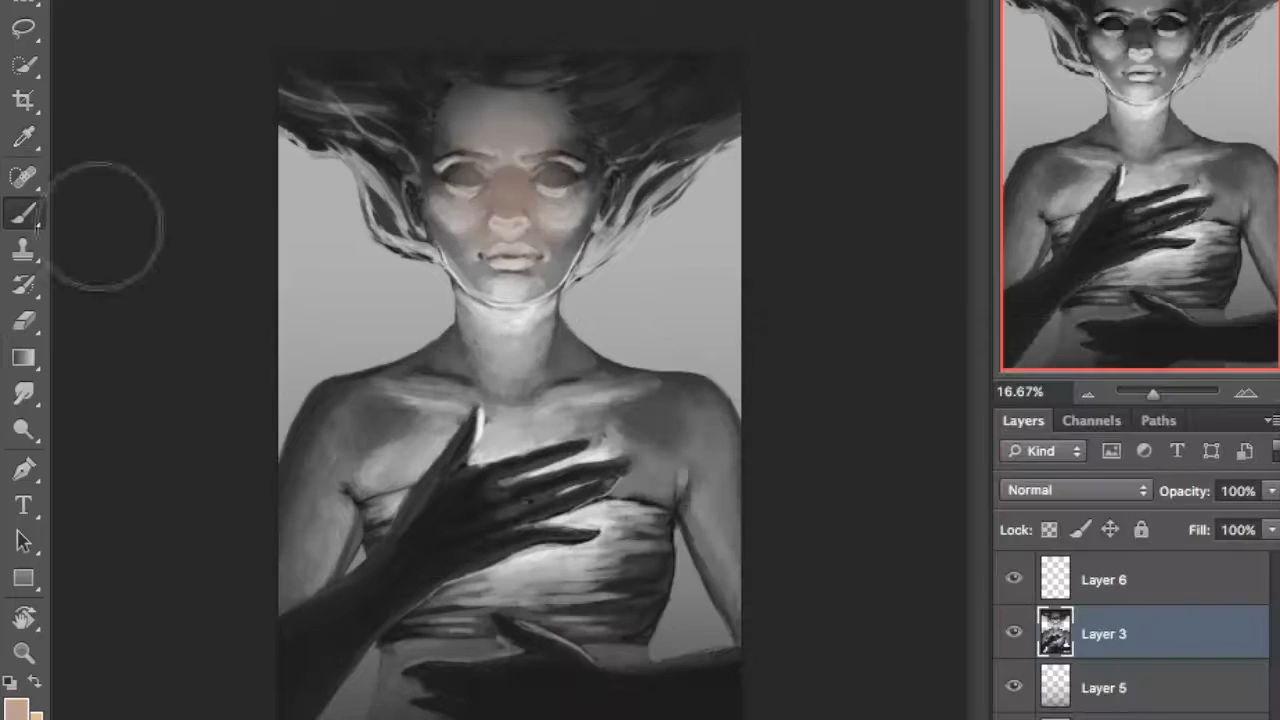 16.67%
Layers Channels Paths
Kind T
Normal Opacity: 100%
Lock: Fill: 100%
Layer 6
Layer 3
Layer 5
T